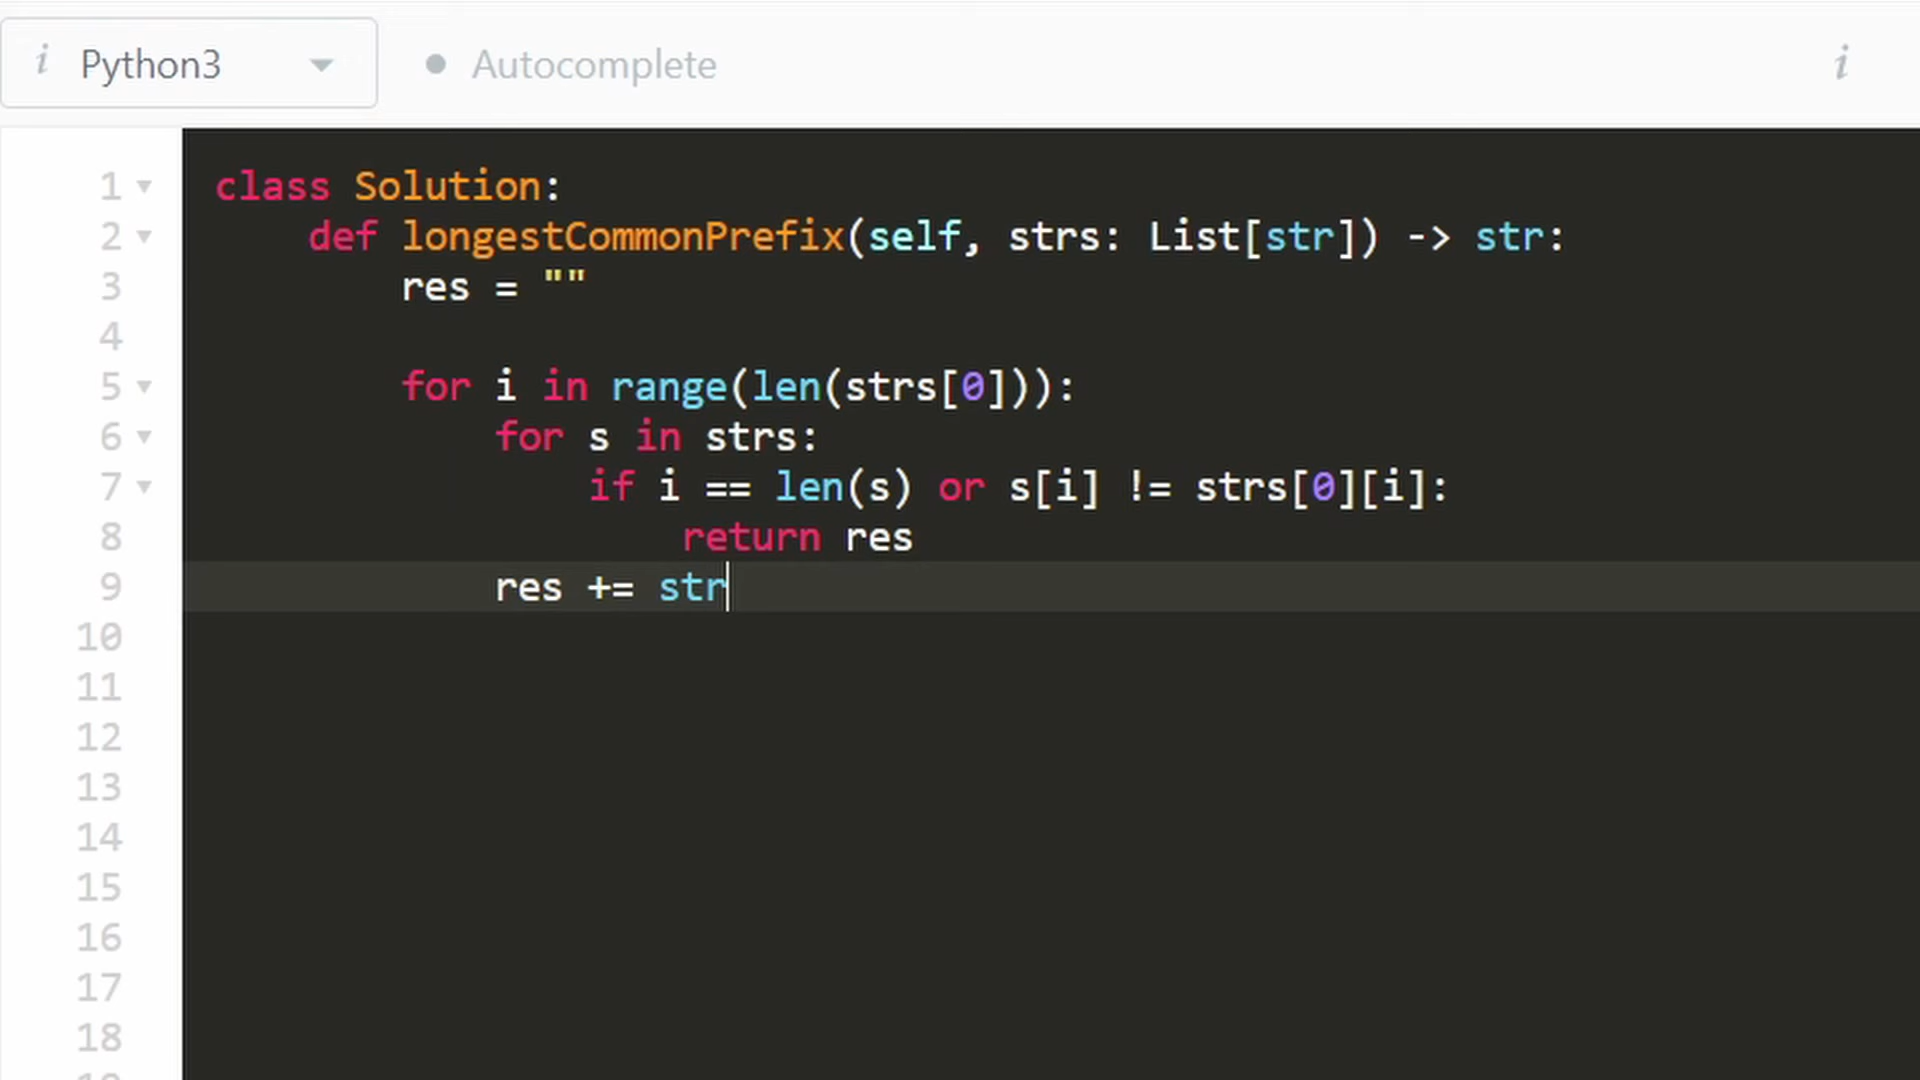 i Python3 Autocomplete i
1 class Solution:
2 def longestCommonPrefix(self, strs: List[str]) -> str:
3 res = ""
4
5 for i in range(len(strs[0])):
6 for s in strs:
7 if i == len(s) or s[i] != strs[0][i]:
8 return res
9 res += str
10
11
12
13
14
15
16
17
18